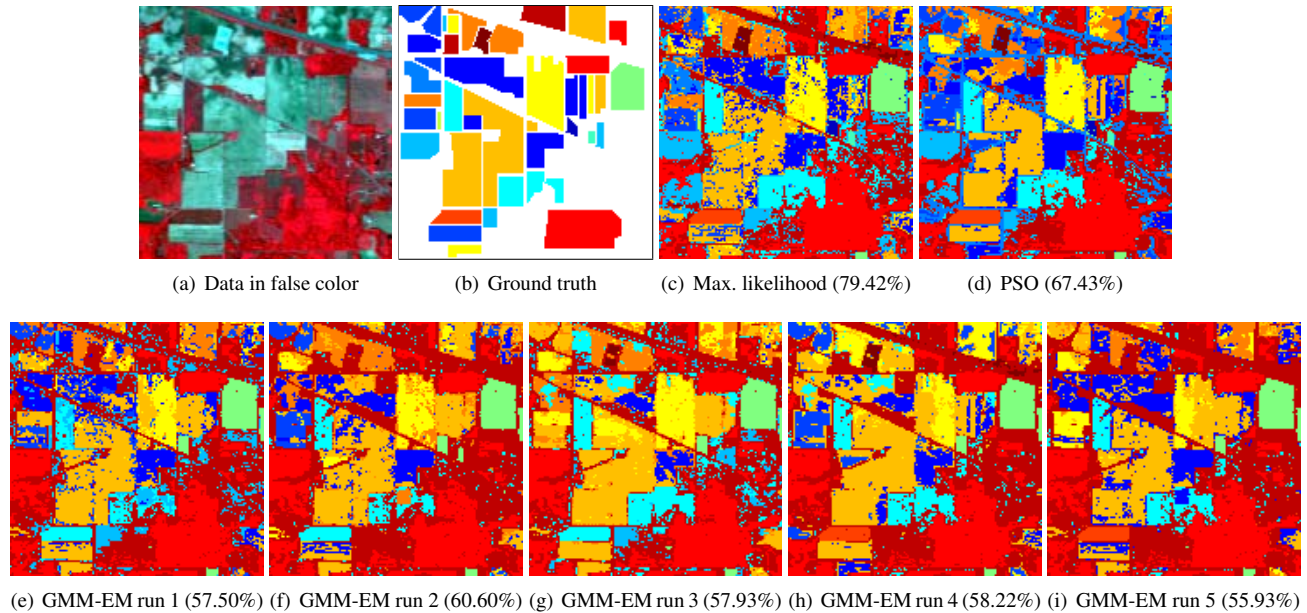 (a) Data in false color
(b) Ground truth
(c) Max. likelihood (79.42%)
(d) PSO (67.43%)
(e) GMM-EM run 1 (57.50%)
(f) GMM-EM run 2 (60.60%)
(g) GMM-EM run 3 (57.93%)
(h) GMM-EM run 4 (58.22%)
(i) GMM-EM run 5 (55.93%)